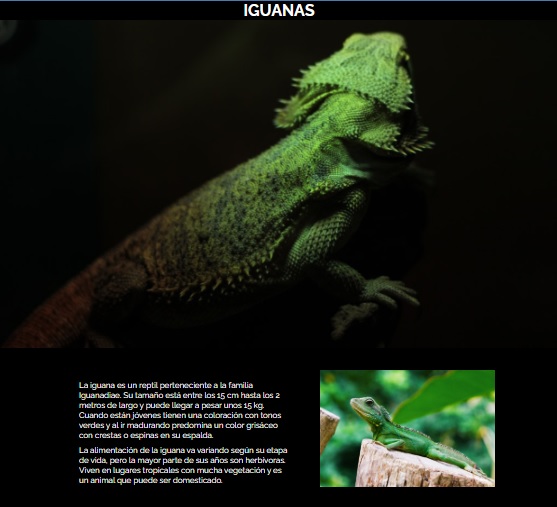 IGUANAS
La iguana es un reptil perteneciente a la familia
Iguanadiae. Su tamaño está entre los 15 cm hasta los 2
metros de largo y puede llegar a pesar unos 15 kg.
Cuando están jóvenes tienen una coloración con tonos
verdes y al ir madurando predomina un color grisáceo
con crestas o espinas en su espalda.
La alimentación de la iguana va variando según su etapa
de vida, pero la mayor parte de sus años son herbívoras.
Viven en lugares tropicales con mucha vegetación y es
un animal que puede ser domesticado.